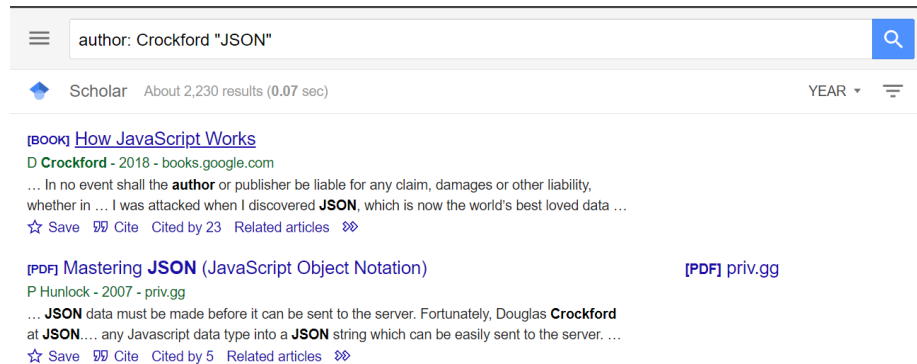 author: Crockford "JSON"
Scholar About 2,230 results (0.07 sec) YEAR
[BOOK] How JavaScript Works
D Crockford - 2018 - books.google.com
… In no event shall the author or publisher be liable for any claim, damages or other liability,
whether in … I was attacked when I discovered JSON, which is now the world's best loved data …
Save Cite Cited by 23 Related articles
[PDF] Mastering JSON (JavaScript Object Notation) [PDF] priv.gg
P Hunlock - 2007 - priv.gg
… JSON data must be made before it can be sent to the server. Fortunately, Douglas Crockford
at JSON.… any Javascript data type into a JSON string which can be easily sent to the server. …
Save Cite Cited by 5 Related articles